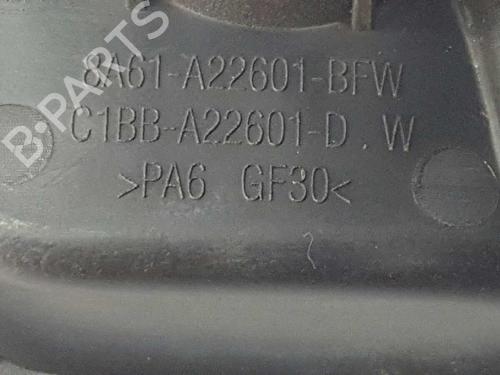 B-PARTS
8A61-A22601-BFW
C1BB-A22601-D .W
>PA6 GF30<